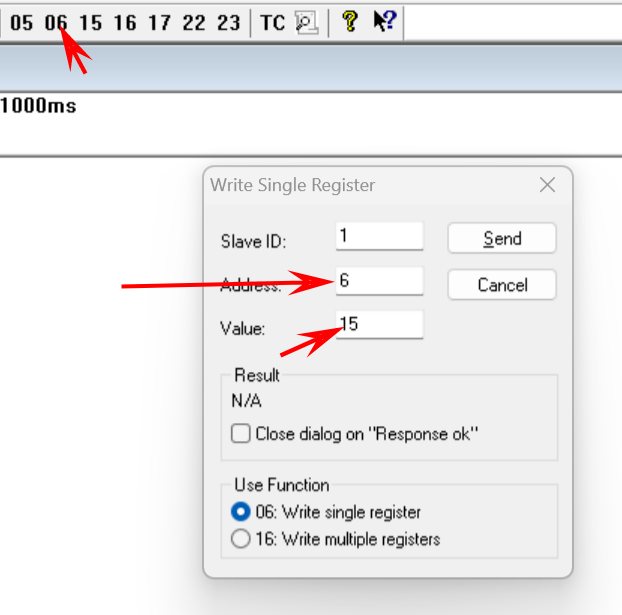 05 06 15 16 17 22 23 TC ? ?
1000ms
Write Single Register
Slave ID: 1 Send
Address: 6 Cancel
Value: 15
Result
N/A
Close dialog on "Response ok"
Use Function
06: Write single register
16: Write multiple registers